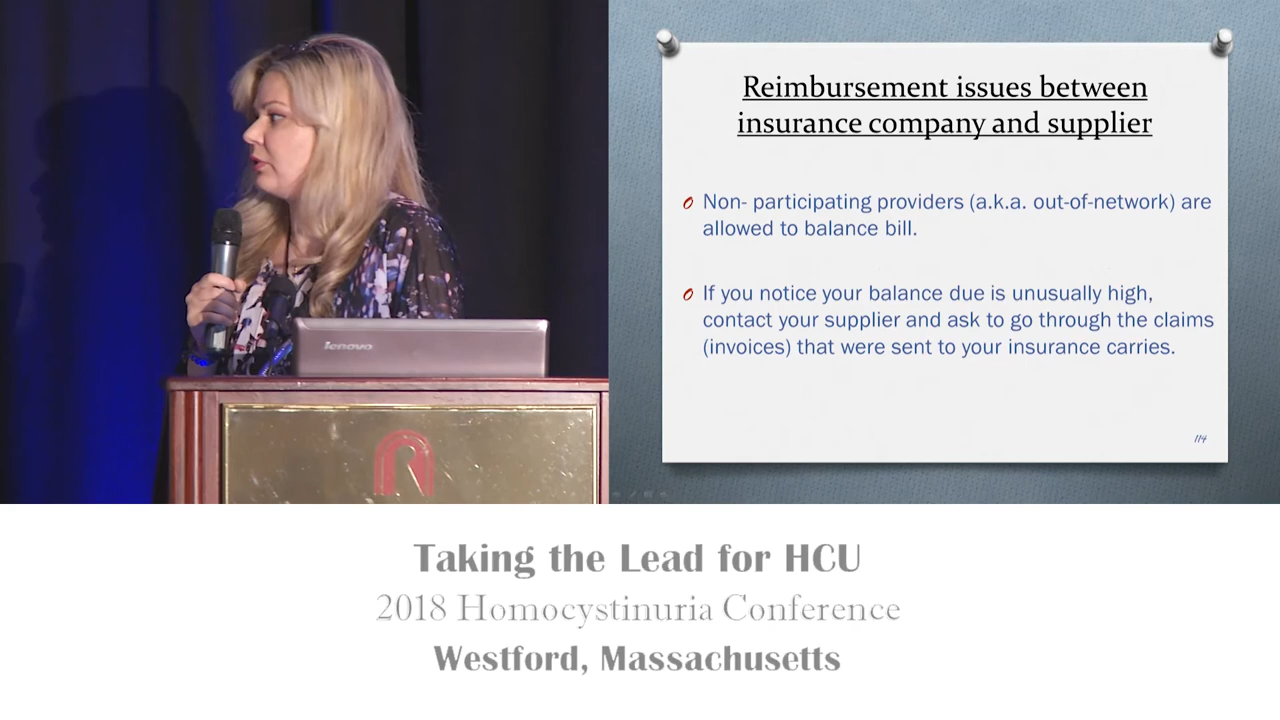 Reimbursement issues between
insurance company and supplier
Non- participating providers (a.k.a. out-of-network) are
allowed to balance bill.
If you notice your balance due is unusually high,
contact your supplier and ask to go through the claims
(invoices) that were sent to your insurance carries.
114
lenovo
R
Taking the Lead for HCU
2018 Homocystinuria Conference
Westford, Massachusetts